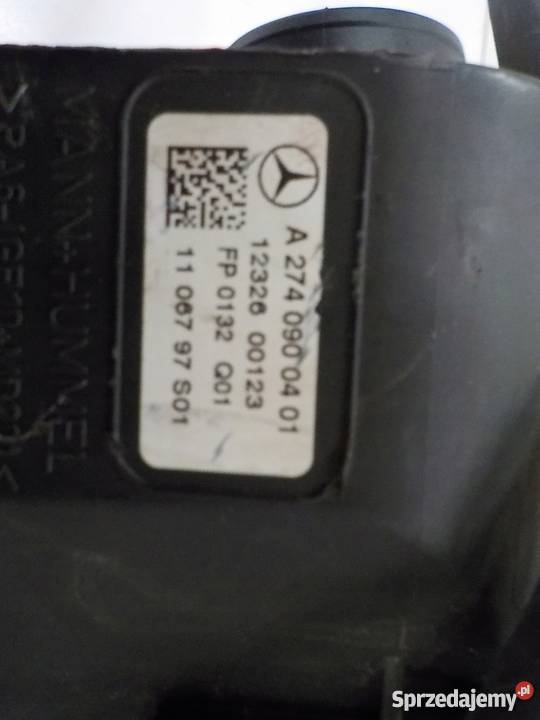 A 274 090 04 01
12326 00123
FP 0132 Q01
11 067 97 S01
MANN+HUMMEL
Sprzedajemy.pl